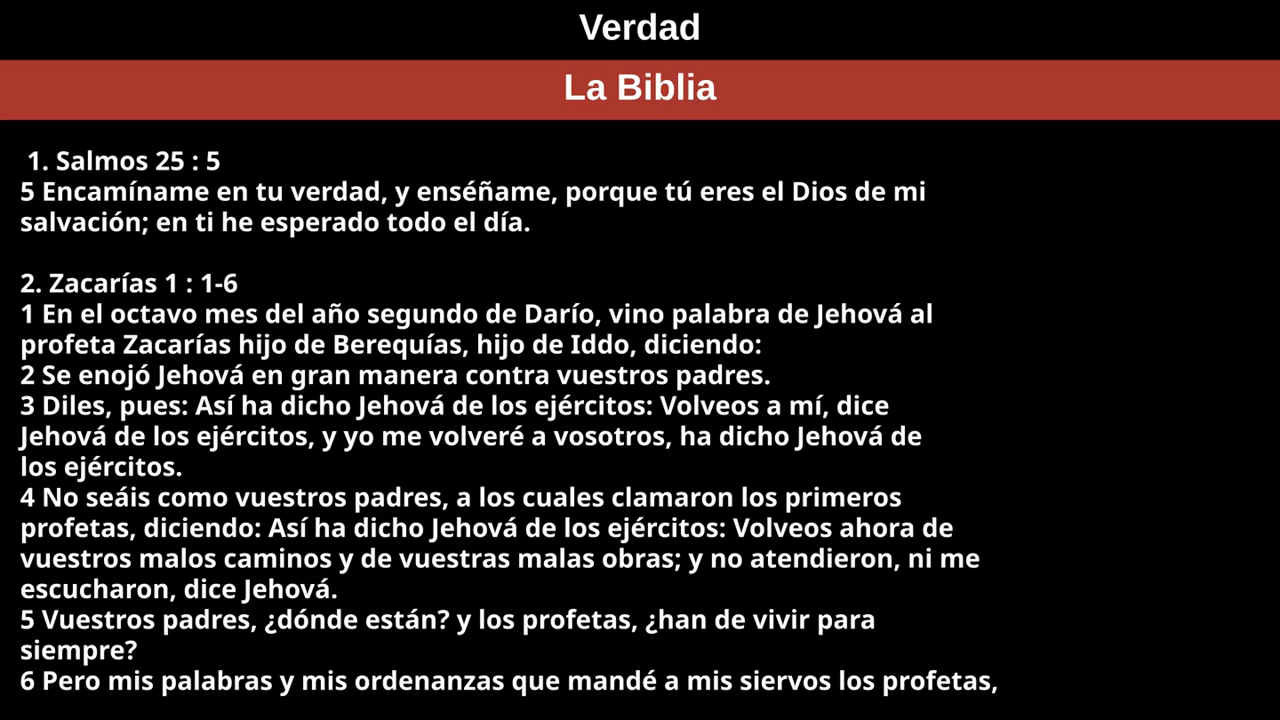 Verdad
La Biblia
1. Salmos 25 : 5
5 Encamíname en tu verdad, y enséñame, porque tú eres el Dios de mi
salvación; en ti he esperado todo el día.
2. Zacarías 1 : 1-6
1 En el octavo mes del año segundo de Darío, vino palabra de Jehová al
profeta Zacarías hijo de Berequías, hijo de Iddo, diciendo:
2 Se enojó Jehová en gran manera contra vuestros padres.
3 Diles, pues: Así ha dicho Jehová de los ejércitos: Volveos a mí, dice
Jehová de los ejércitos, y yo me volveré a vosotros, ha dicho Jehová de
los ejércitos.
4 No seáis como vuestros padres, a los cuales clamaron los primeros
profetas, diciendo: Así ha dicho Jehová de los ejércitos: Volveos ahora de
vuestros malos caminos y de vuestras malas obras; y no atendieron, ni me
escucharon, dice Jehová.
5 Vuestros padres, ¿dónde están? y los profetas, ¿han de vivir para
siempre?
6 Pero mis palabras y mis ordenanzas que mandé a mis siervos los profetas,